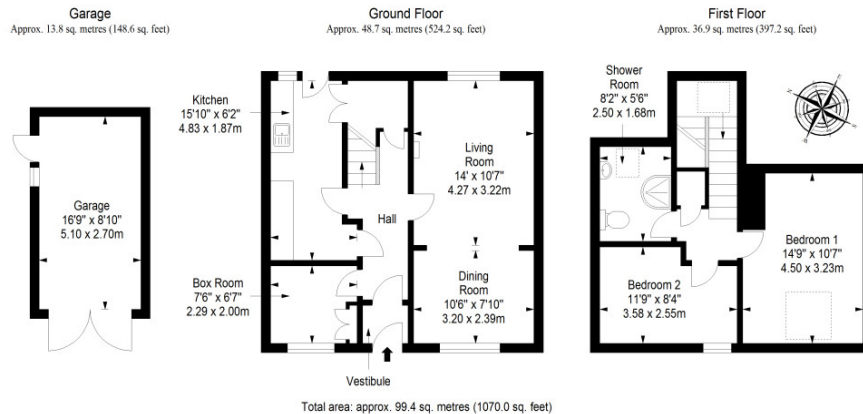 Garage
Approx. 13.8 sq. metres (148.6 sq. feet)
Garage
16'9" x 8'10"
5.10 x 2.70m
Ground Floor
Approx. 48.7 sq. metres (524.2 sq. feet)
Kitchen
15'10" x 6'2"
4.83 x 1.87m
Living
Room
14' x 10'7"
4.27 x 3.22m
Hall
Box Room
7'6" x 6'7"
2.29 x 2.00m
Dining
Room
10'6" x 7'10"
3.20 x 2.39m
Vestibule
First Floor
Approx. 36.9 sq. metres (397.2 sq. feet)
Shower
Room
8'2" x 5'6"
2.50 x 1.68m
Bedroom 1
14'9" x 10'7"
4.50 x 3.23m
Bedroom 2
11'9" x 8'4"
3.58 x 2.55m
Total area: approx. 99.4 sq. metres (1070.0 sq. feet)